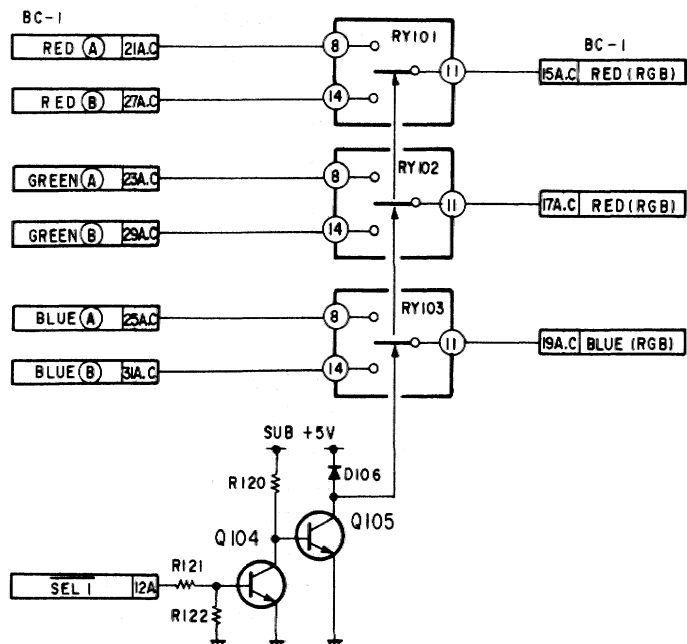 BC-1
RED A 21A.C
RED B 27A.C
8
14
RY101
11
BC-1
15A.C RED (RGB)
GREEN A 23A.C
GREEN B 29A.C
8
14
RY102
11
17A.C RED (RGB)
BLUE A 25A.C
BLUE B 31A.C
8
14
RY103
11
19A.C BLUE (RGB)
SUB +5V
R120
D106
Q104
Q105
SEL 1 12A
R121
R122